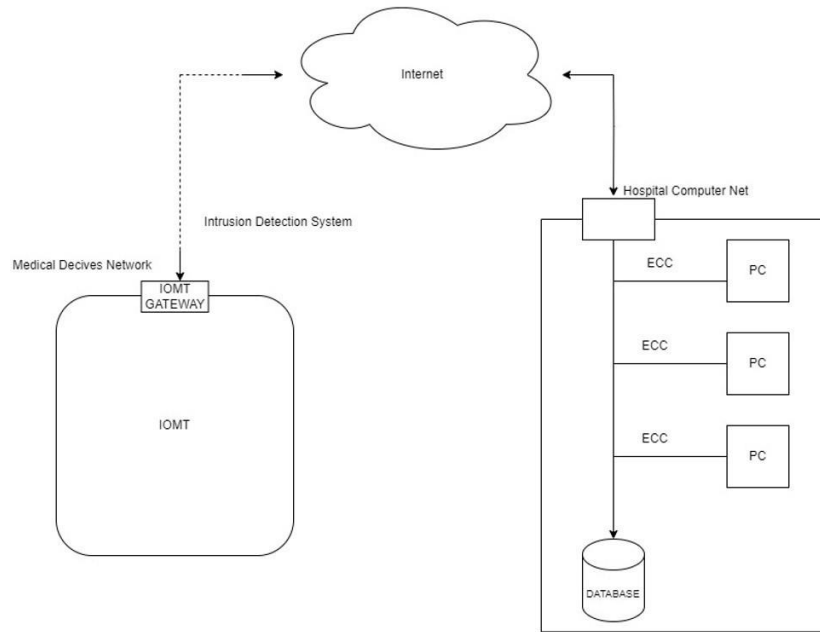 Internet
Hospital Computer Net
Intrusion Detection System
Medical Decives Network
IOMT
GATEWAY
IOMT
ECC
PC
ECC
PC
ECC
PC
DATABASE